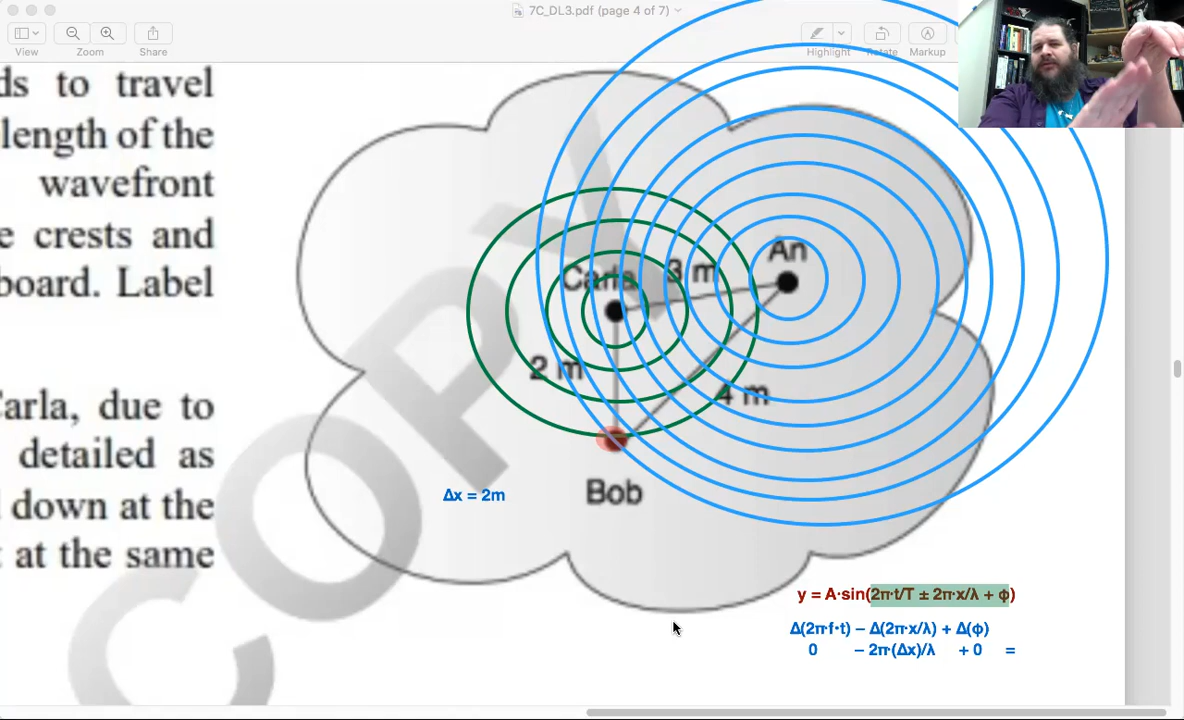 7C_DL3.pdf (page 4 of 7)
View
Zoom
Share
Highlight
Rotate
Markup
ds to travel
length of the
wavefront
e crests and
board. Label
Carla, due to
detailed as
down at the
t at the same
COPY
An
Carla
3 m
2 m
4 m
Bob
Δx = 2m
y = A·sin(2π·t/T ± 2π·x/λ + ф)
Δ(2π·f·t) – Δ(2π·x/λ) + Δ(ф)
0 – 2π·(Δx)/λ + 0 =